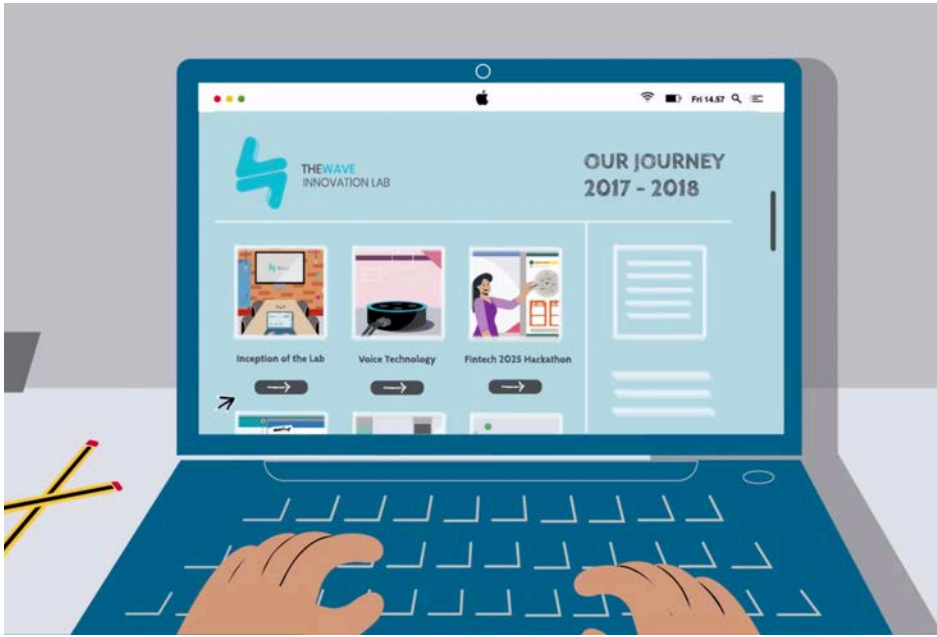 Fri 14.57
THEWAVE
INNOVATION LAB
OUR JOURNEY
2017 - 2018
Inception of the Lab
Voice Technology
Fintech 2025 Hackathon